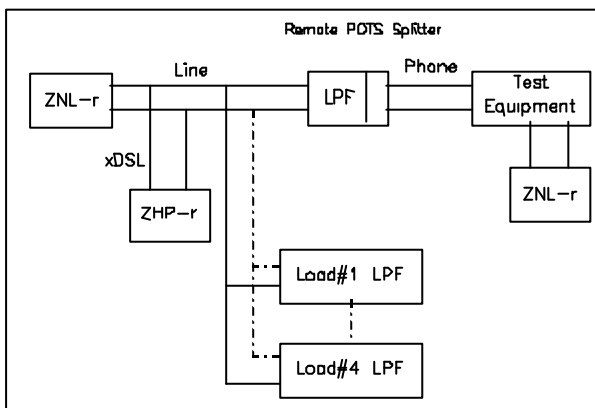 Remote POTS Splitter
Line
Phone
ZNL-r
LPF
Test
Equipment
xDSL
ZHP-r
ZNL-r
Load#1 LPF
Load#4 LPF